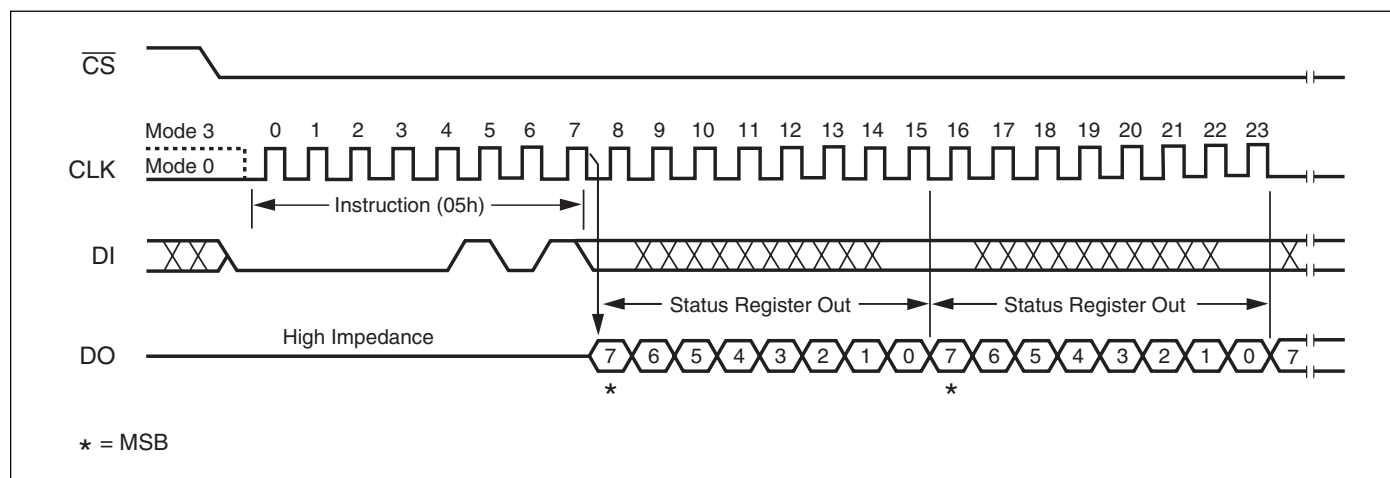 CS
Mode 3
0 1 2 3 4 5 6 7 8 9 10 11 12 13 14 15 16 17 18 19 20 21 22 23
CLK
Mode 0
Instruction (05h)
DI
Status Register Out
Status Register Out
High Impedance
DO
7 6 5 4 3 2 1 0 7 6 5 4 3 2 1 0 7
* *
* = MSB